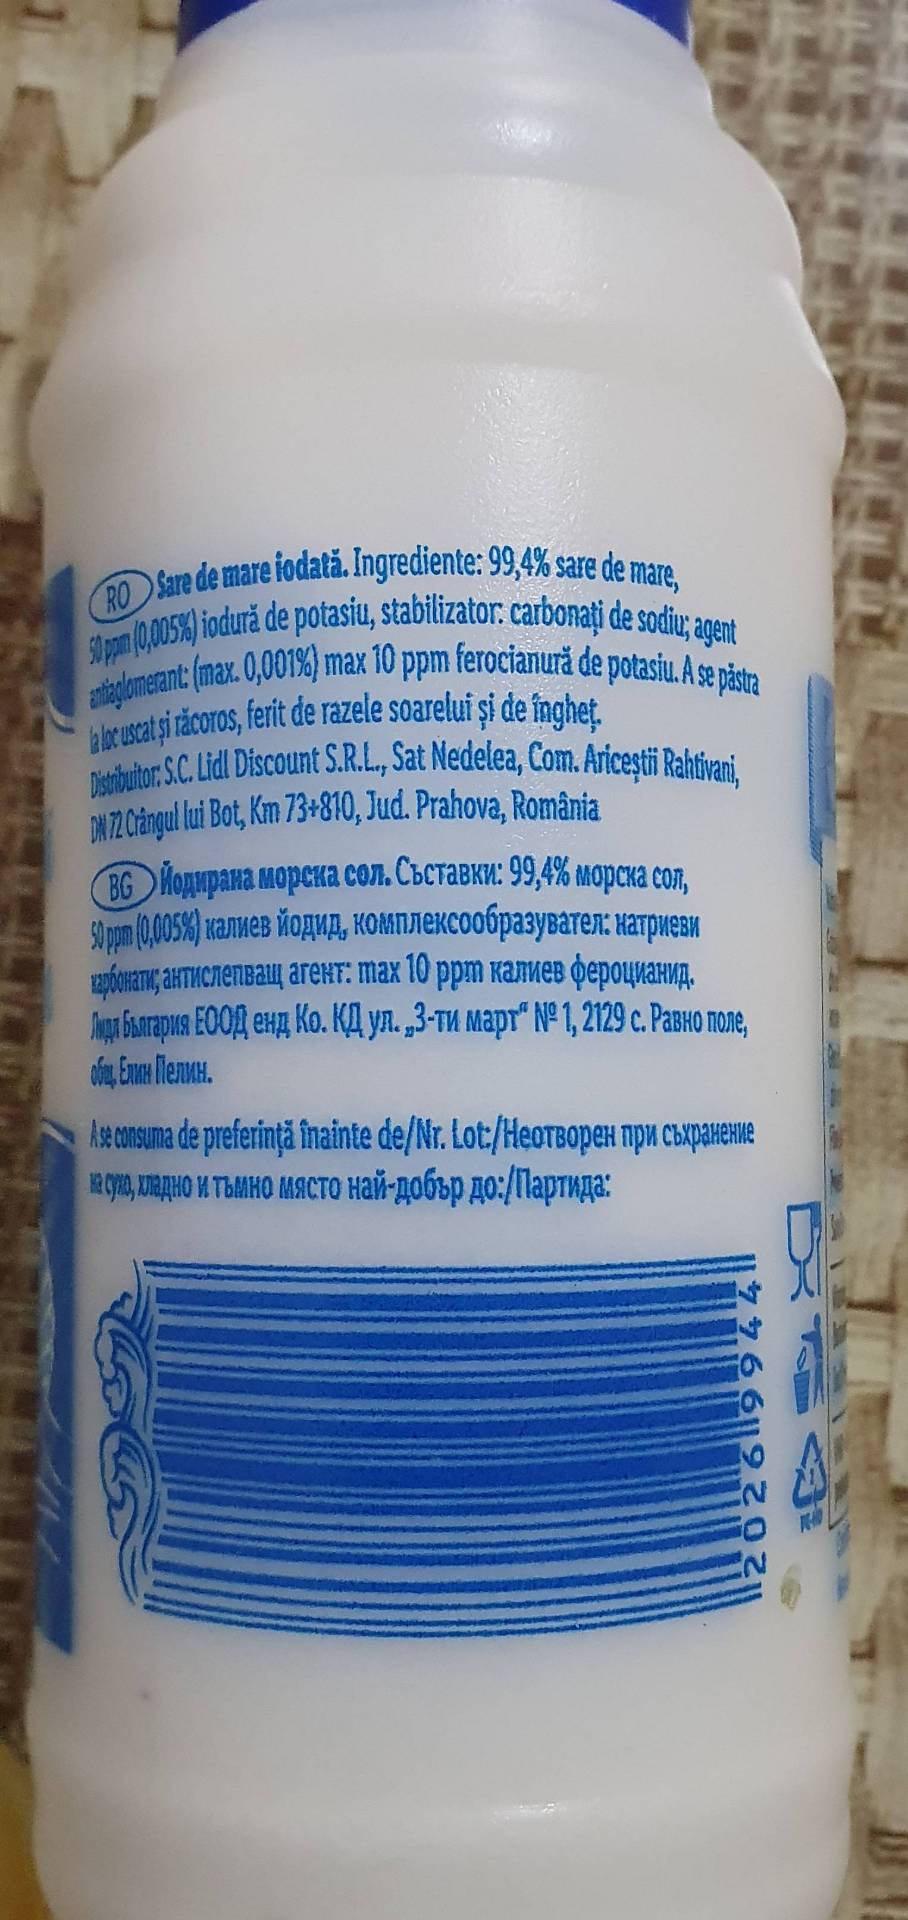 RO Sare de mare iodată. Ingrediente: 99,4% sare de mare,
50 ppm (0,005%) iodură de potasiu, stabilizator: carbonați de sodiu; agent
antiaglomerant: (max. 0,001%) max 10 ppm ferocianură de potasiu. A se păstra
la loc uscat și răcoros, ferit de razele soarelui și de îngheț.
Distribuitor: S.C. Lidl Discount S.R.L., Sat Nedelea, Com. Ariceștii Rahtivani,
DN 72 Crângul lui Bot, Km 73+810, Jud. Prahova, România
BG Йодирана морска сол. Съставки: 99,4% морска сол,
50 ppm (0,005%) калиев йодид, комплексообразувател: натриеви
карбонати; антислепващ агент: max 10 ppm калиев фероцианид.
Лидл България ЕООД енд Ко. КД ул. „3-ти март“ № 1, 2129 с. Равно поле,
общ. Елин Пелин.
A se consuma de preferință înainte de/Nr. Lot:/Неотворен при съхранение
на сухо, хладно и тъмно място най-добър до:/Партида:
20261994
PE-HD